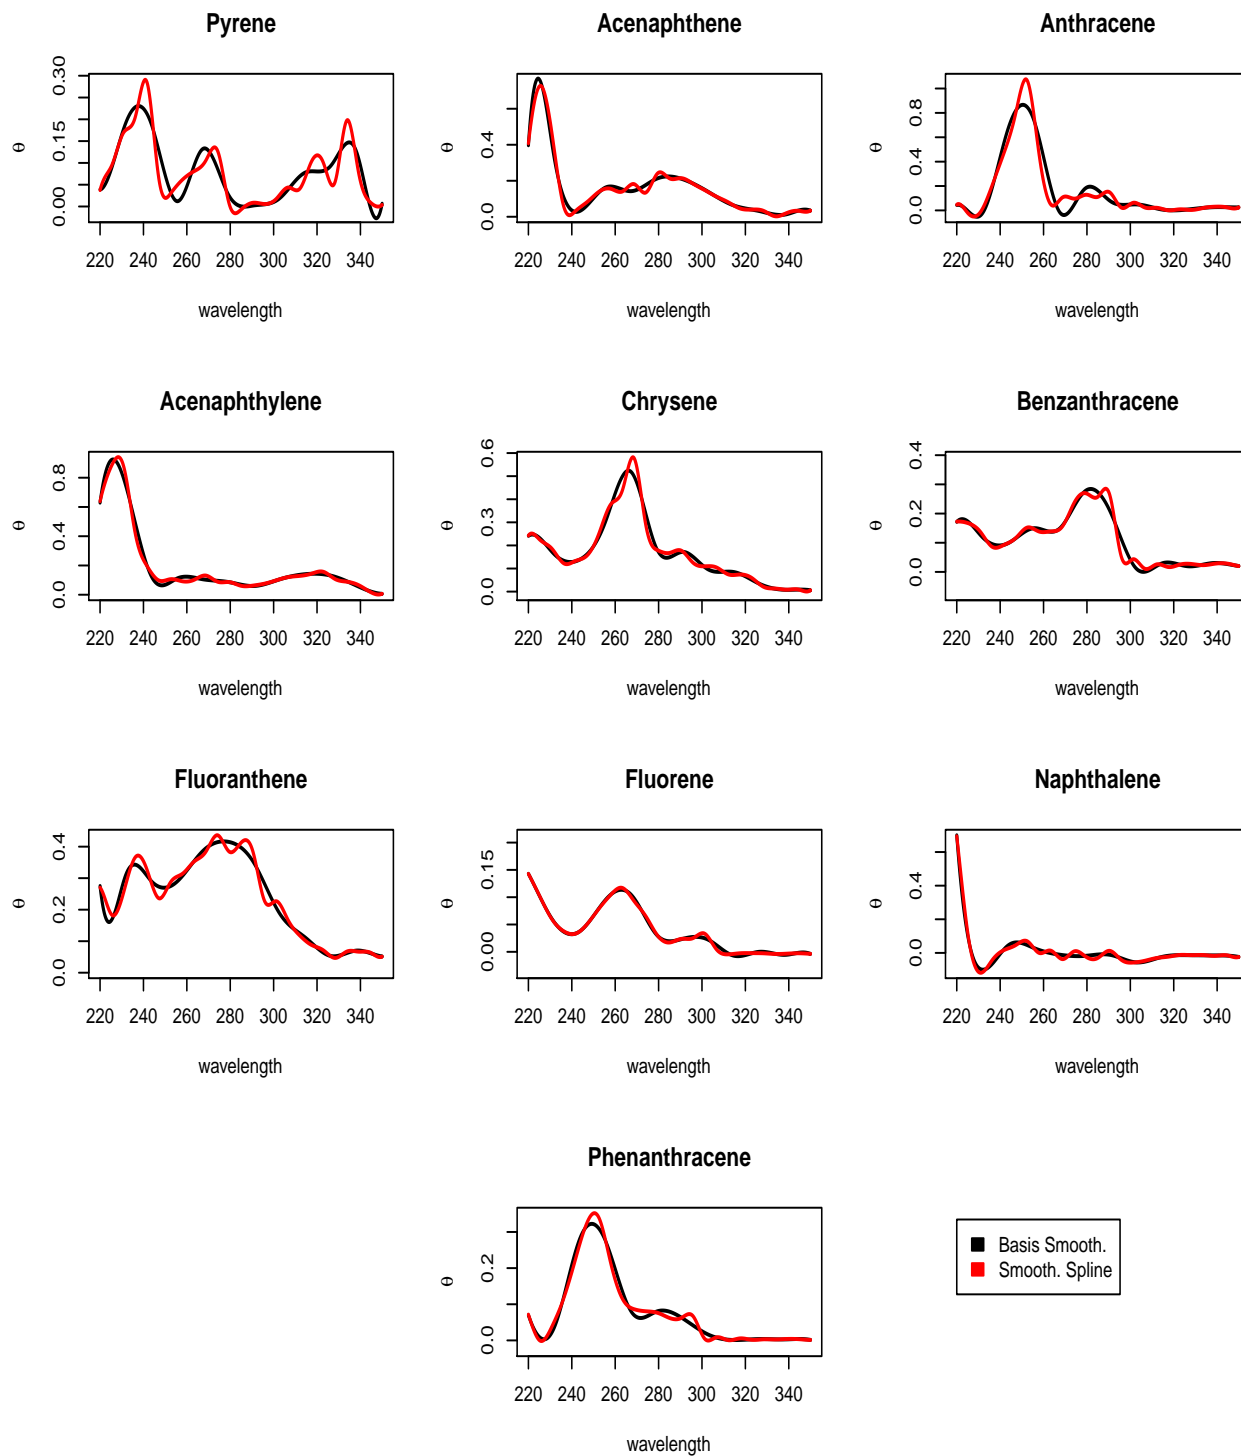 Pyrene
0.00 0.15 0.30
θ
220 240 260 280 300 320 340
wavelength
Acenaphthene
0.0 0.4
θ
220 240 260 280 300 320 340
wavelength
Anthracene
0.0 0.4 0.8
θ
220 240 260 280 300 320 340
wavelength
Acenaphthylene
0.0 0.4 0.8
θ
220 240 260 280 300 320 340
wavelength
Chrysene
0.0 0.3 0.6
θ
220 240 260 280 300 320 340
wavelength
Benzanthracene
0.0 0.2 0.4
θ
220 240 260 280 300 320 340
wavelength
Fluoranthene
0.0 0.2 0.4
θ
220 240 260 280 300 320 340
wavelength
Fluorene
0.00 0.15
θ
220 240 260 280 300 320 340
wavelength
Naphthalene
0.0 0.4
θ
220 240 260 280 300 320 340
wavelength
Phenanthracene
0.0 0.2
θ
220 240 260 280 300 320 340
wavelength
Basis Smooth.
Smooth. Spline